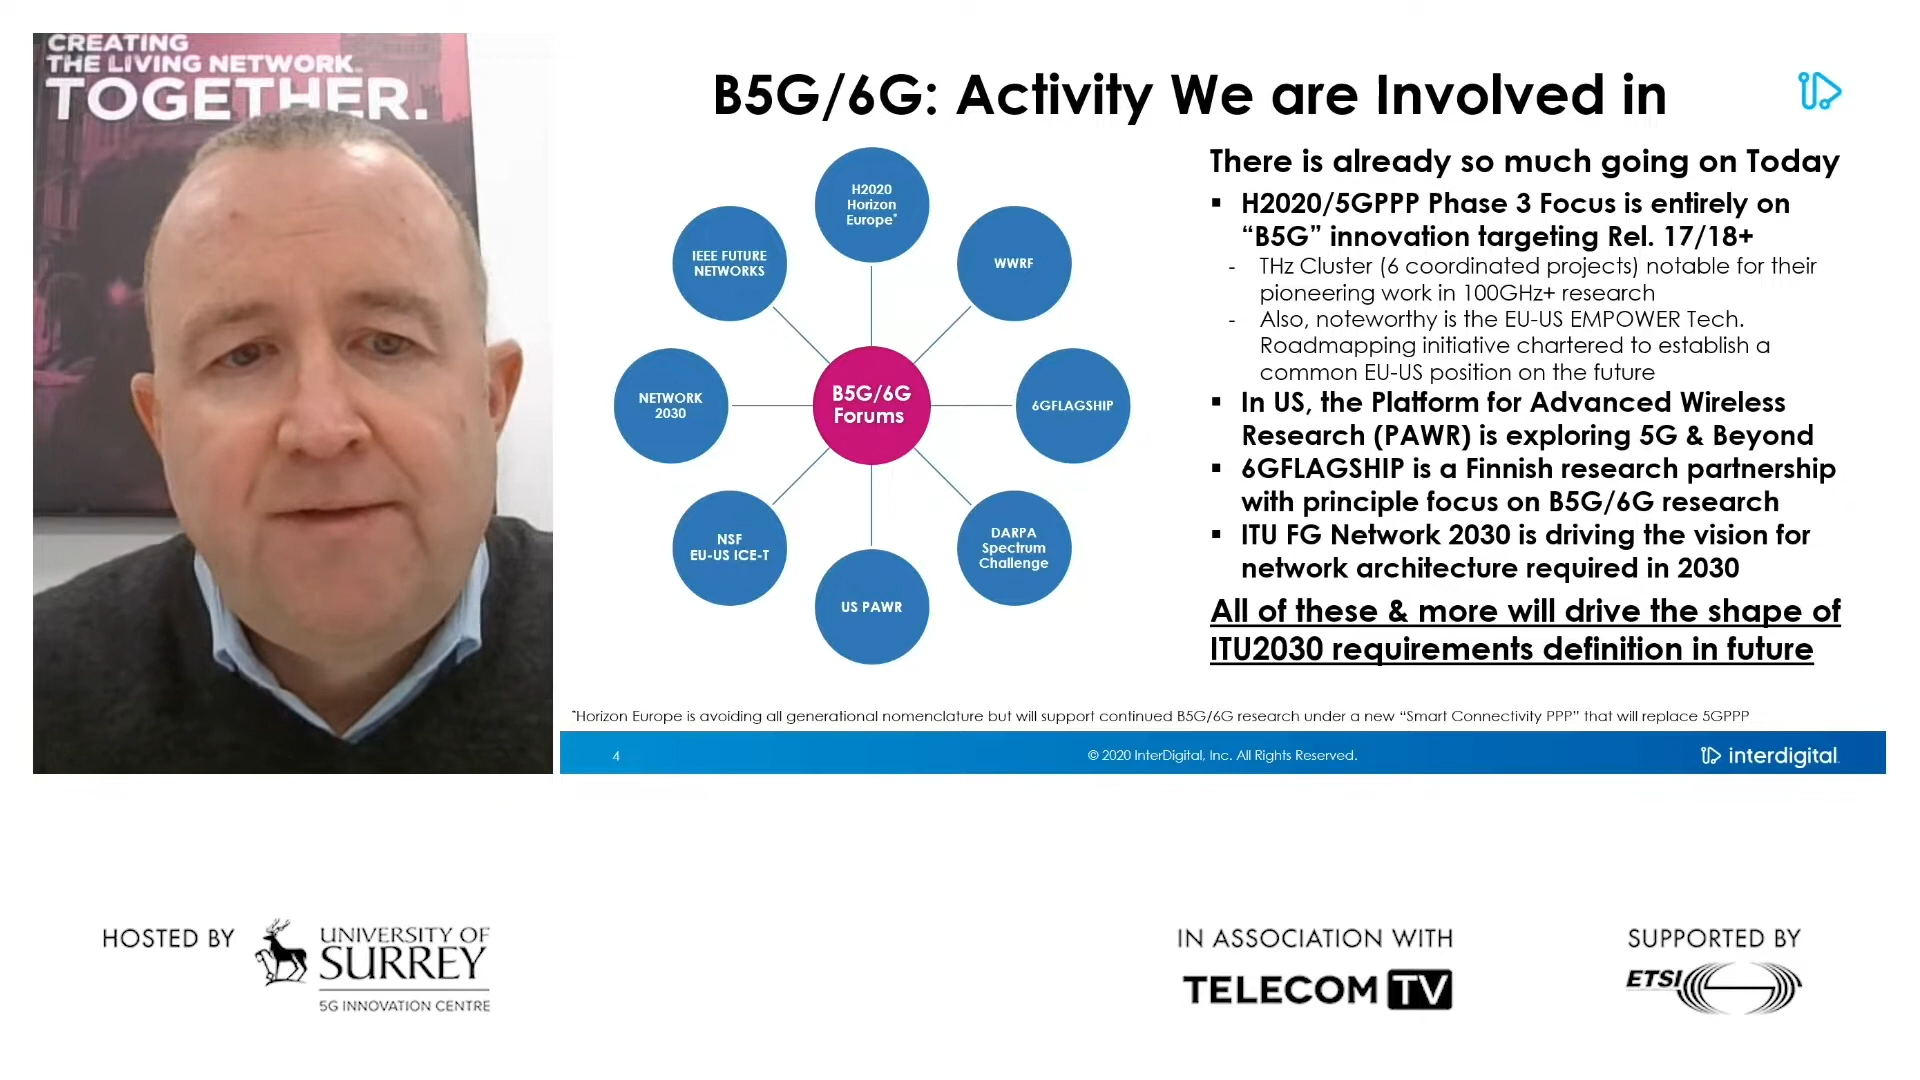 CREATING
THE LIVING NETWORK
TOGETHER.
B5G/6G: Activity We are Involved in
H2020
Horizon
Europe*
WWRF
6GFLAGSHIP
DARPA
Spectrum
Challenge
US PAWR
NSF
EU-US ICE-T
NETWORK
2030
IEEE FUTURE
NETWORKS
B5G/6G
Forums
There is already so much going on Today
▪ H2020/5GPPP Phase 3 Focus is entirely on
“B5G” innovation targeting Rel. 17/18+
- THz Cluster (6 coordinated projects) notable for their
pioneering work in 100GHz+ research
- Also, noteworthy is the EU-US EMPOWER Tech.
Roadmapping initiative chartered to establish a
common EU-US position on the future
▪ In US, the Platform for Advanced Wireless
Research (PAWR) is exploring 5G & Beyond
▪ 6GFLAGSHIP is a Finnish research partnership
with principle focus on B5G/6G research
▪ ITU FG Network 2030 is driving the vision for
network architecture required in 2030
All of these & more will drive the shape of
ITU2030 requirements definition in future
*Horizon Europe is avoiding all generational nomenclature but will support continued B5G/6G research under a new “Smart Connectivity PPP” that will replace 5GPPP
4
© 2020 InterDigital, Inc. All Rights Reserved.
interdigital
HOSTED BY
UNIVERSITY OF
SURREY
5G INNOVATION CENTRE
IN ASSOCIATION WITH
TELECOM TV
SUPPORTED BY
ETSI